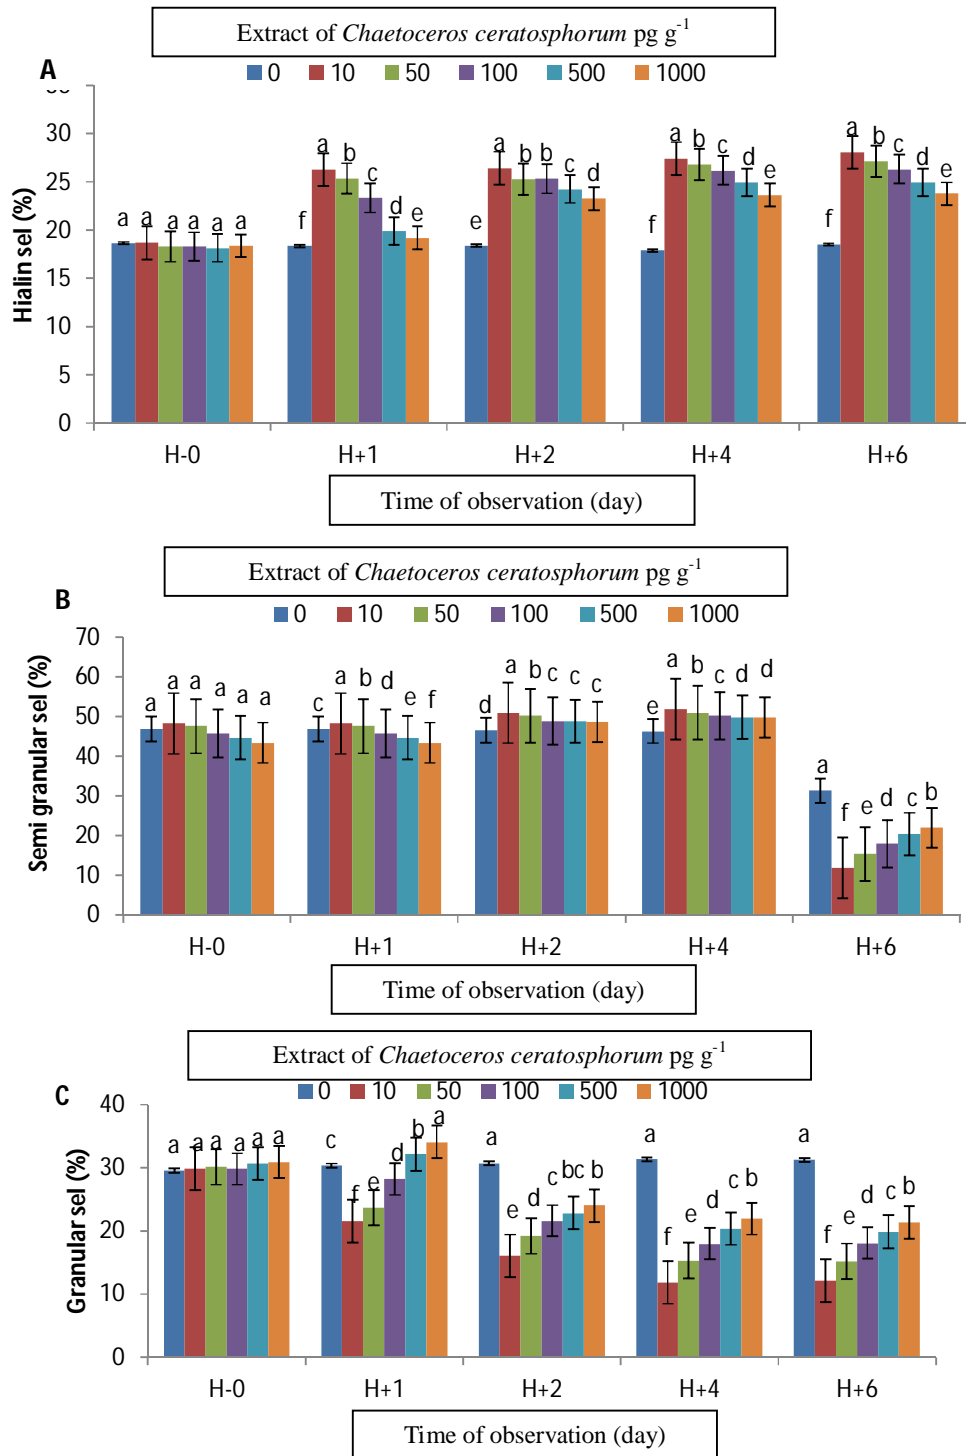 Extract of Chaetoceros ceratosphorum pg g-1
0 10 50 100 500 1000
A
30
25
20
15
10
5
0
Hialin sel (%)
a a a a a a
f a b c d e
e a b b c d
f a b c d e
f a b c d e
H-0 H+1 H+2 H+4 H+6
Time of observation (day)
Extract of Chaetoceros ceratosphorum pg g-1
B
0 10 50 100 500 1000
70
60
50
40
30
20
10
0
Semi granular sel (%)
a a a a a a
c a b d e f
d a b c c c
e a b c d d
a f e d c b
H-0 H+1 H+2 H+4 H+6
Time of observation (day)
Extract of Chaetoceros ceratosphorum pg g-1
C
0 10 50 100 500 1000
40
30
20
10
0
Granular sel (%)
a a a a a a
c f e d b a
a e d c bc b
a f e d c b
a f e d c b
H-0 H+1 H+2 H+4 H+6
Time of observation (day)